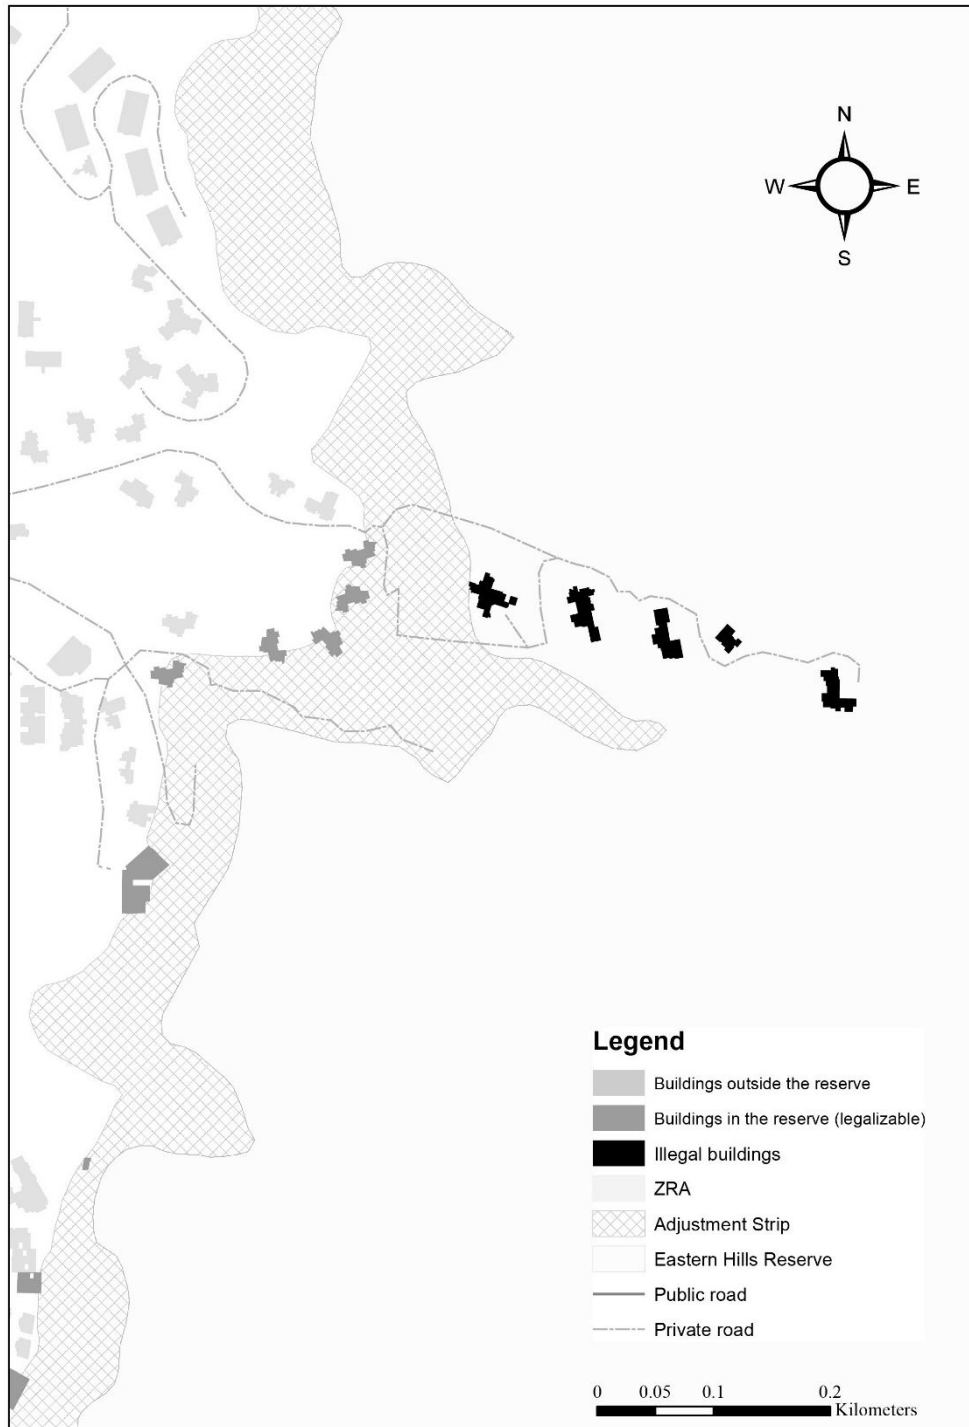 N
W E
S
Legend
Buildings outside the reserve
Buildings in the reserve (legalizable)
Illegal buildings
ZRA
Adjustment Strip
Eastern Hills Reserve
Public road
Private road
0 0.05 0.1 0.2
Kilometers